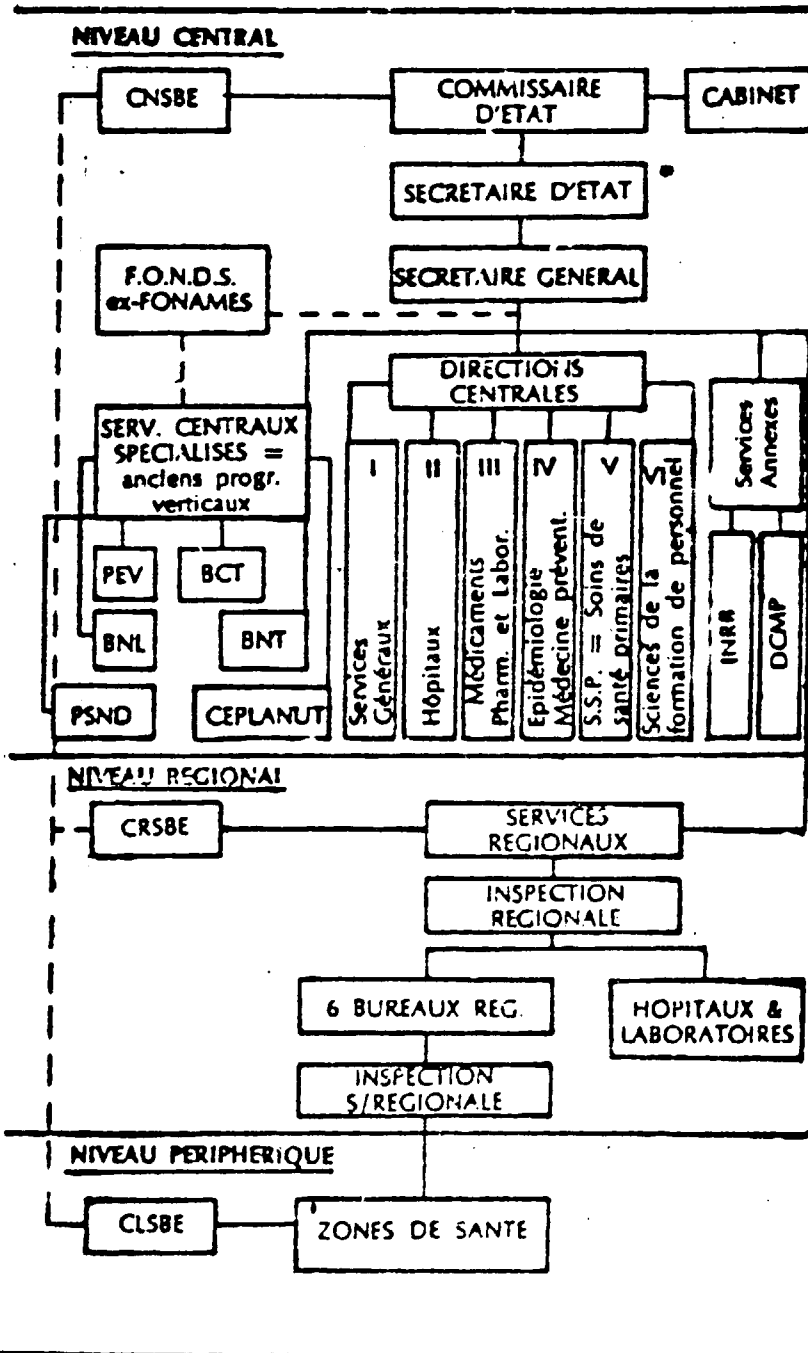 NIVEAU CENTRAL
CNSBE
COMMISSAIRE
D'ETAT
CABINET
SECRETAIRE D'ETAT
F.O.N.D.S.
ex-FONAMES
SECRETAIRE GENERAL
DIRECTIONS
CENTRALES
SERV. CENTRAUX
SPECIALISES =
anciens progr.
verticaux
PEV
BCT
BNL
BNT
PSND
CEPLANUT
I
Services
Généraux
II
Hôpitaux
III
Médicaments
Pharm. et Labor.
IV
Epidémiologie
Médecine prévent.
V
S.S.P. = Soins de
santé primaires
VI
Sciences de la
formation de personnel
Services
Annexes
INRR
DCMP
NIVEAU REGIONAL
CRSBE
SERVICES
REGIONAUX
INSPECTION
REGIONALE
6 BUREAUX REG.
HOPITAUX &
LABORATOIRES
INSPECTION
S/REGIONALE
NIVEAU PERIPHERIQUE
CLSBE
ZONES DE SANTE